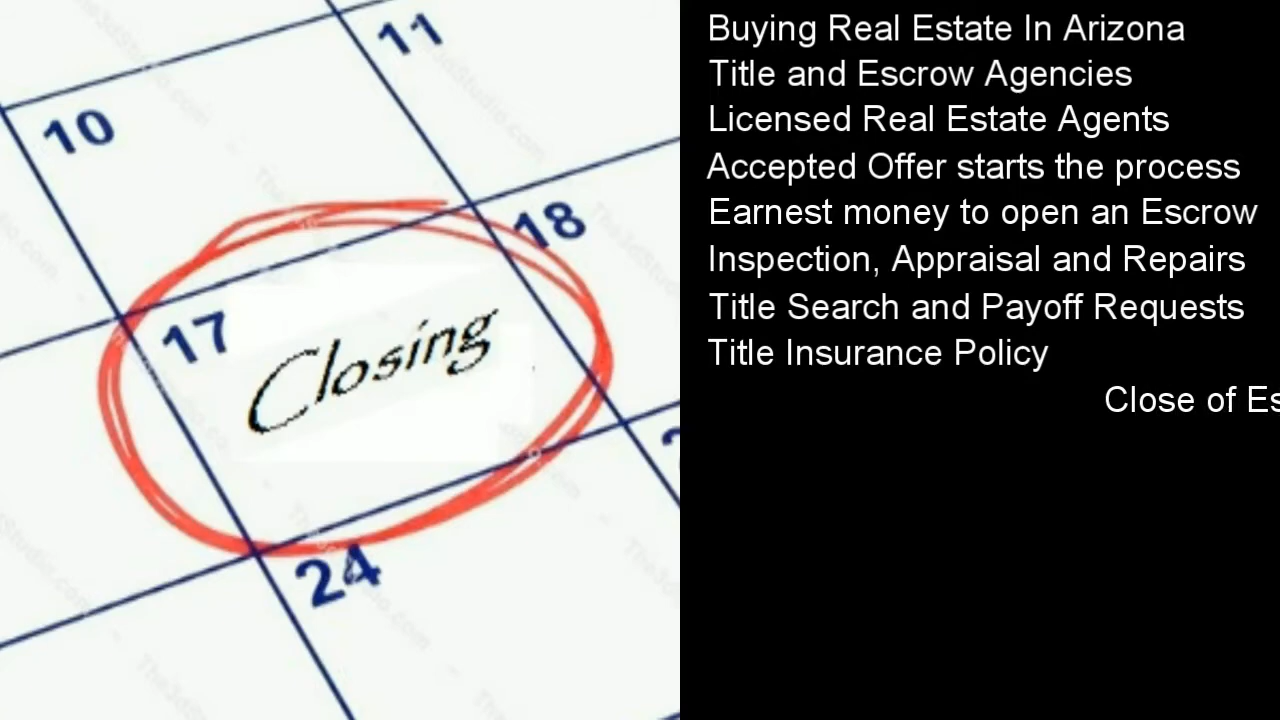 11
10
18
17
Closing
24
Buying Real Estate In Arizona
Title and Escrow Agencies
Licensed Real Estate Agents
Accepted Offer starts the process
Earnest money to open an Escrow
Inspection, Appraisal and Repairs
Title Search and Payoff Requests
Title Insurance Policy
Close of Es